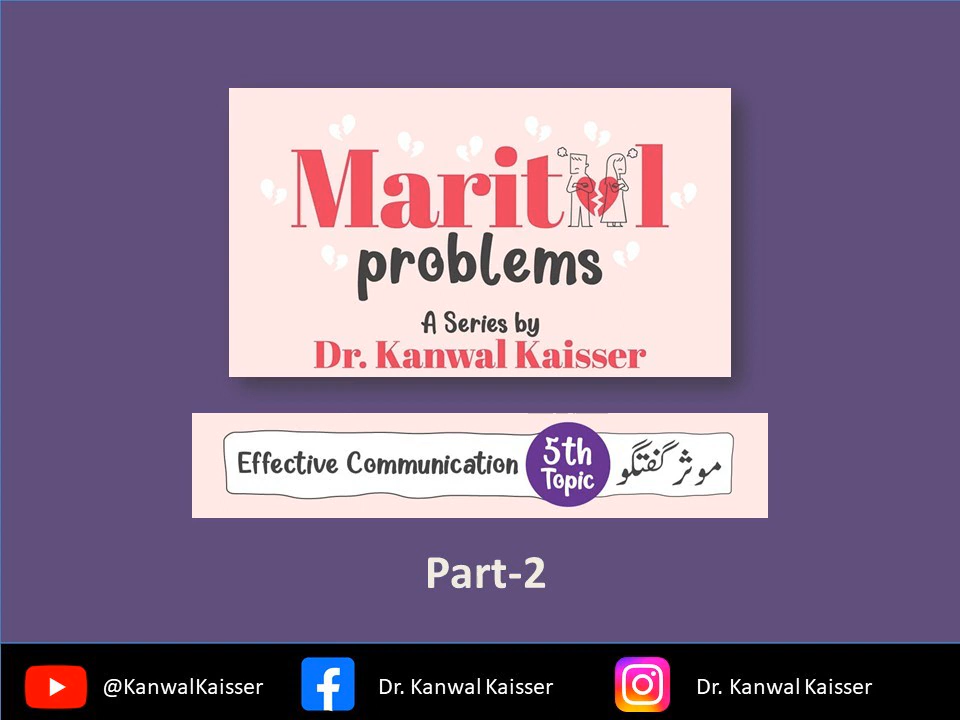 Marital
problems
A Series by
Dr. Kanwal Kaisser
Effective Communication
5th
Topic
موثر گفتگو
Part-2
@KanwalKaisser
Dr. Kanwal Kaisser
Dr. Kanwal Kaisser